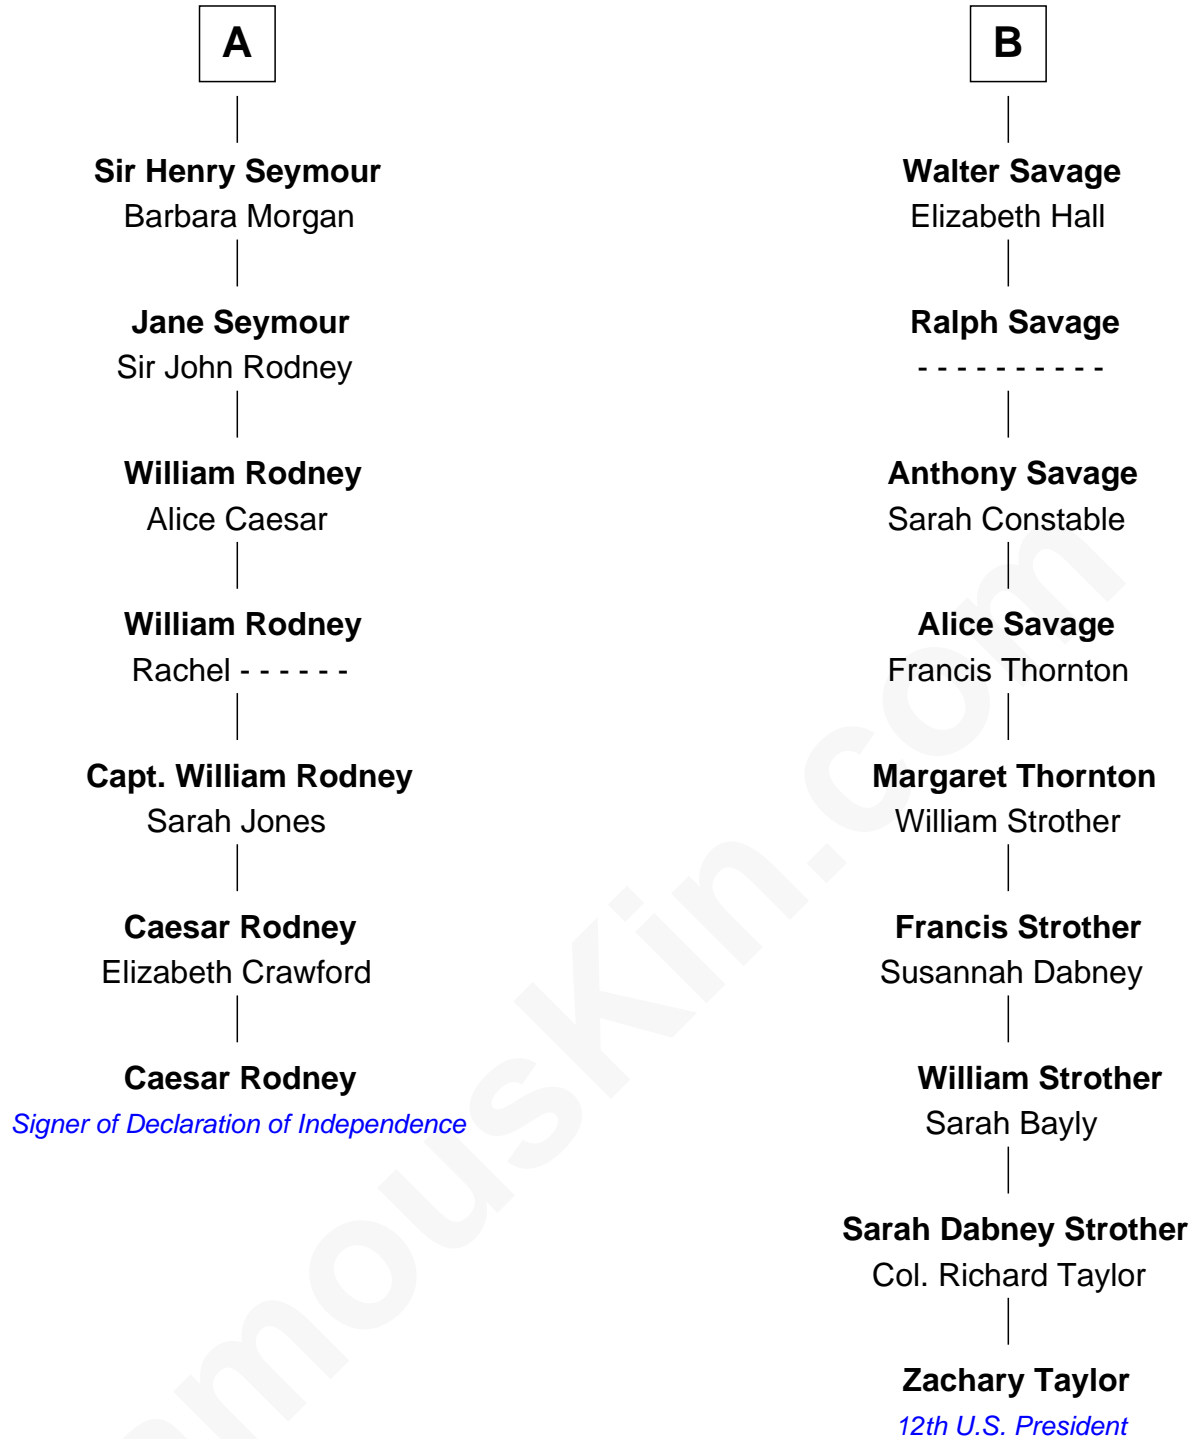 A
Sir Henry Seymour
Barbara Morgan
Jane Seymour
Sir John Rodney
William Rodney
Alice Caesar
William Rodney
Rachel - - - - - -
Capt. William Rodney
Sarah Jones
Caesar Rodney
Elizabeth Crawford
Caesar Rodney
Signer of Declaration of Independence
B
Walter Savage
Elizabeth Hall
Ralph Savage
- - - - - - - - - -
Anthony Savage
Sarah Constable
Alice Savage
Francis Thornton
Margaret Thornton
William Strother
Francis Strother
Susannah Dabney
William Strother
Sarah Bayly
Sarah Dabney Strother
Col. Richard Taylor
Zachary Taylor
12th U.S. President
amouskin.com